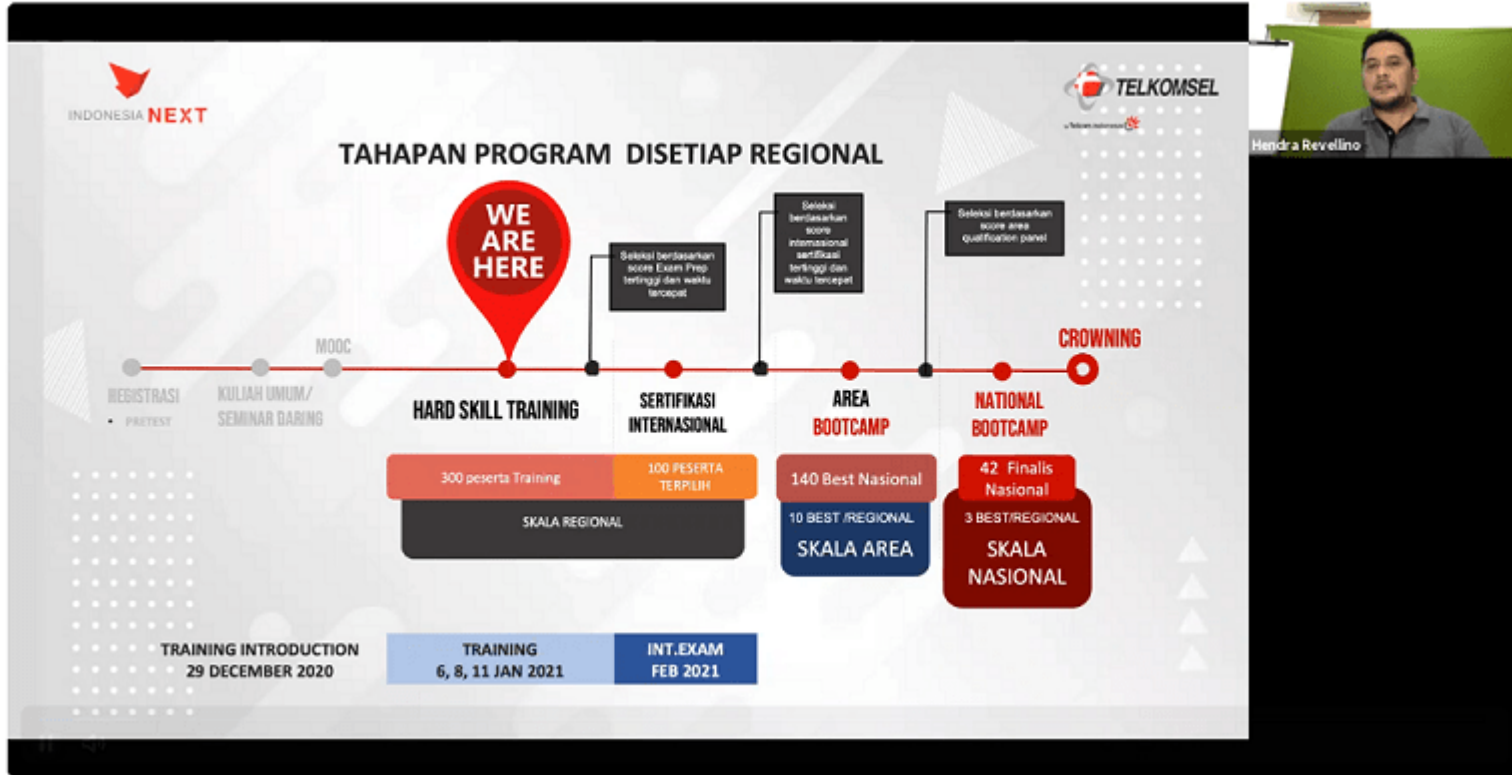 INDONESIA NEXT
TELKOMSEL
TAHAPAN PROGRAM DISETIAP REGIONAL
WE
ARE
HERE
Seleksi berdasarkan
score Exam Prep
tertinggi dan waktu
tercepat
Seleksi
berdasarkan
score
internasional
sertifikasi
tertinggi dan
waktu tercepat
Seleksi berdasarkan
score area
qualification panel
Hendra Revellino
REGISTRASI
• PRETEST
KULIAH UMUM/
SEMINAR DARING
MOOC
HARD SKILL TRAINING
SERTIFIKASI
INTERNASIONAL
AREA
BOOTCAMP
NATIONAL
BOOTCAMP
CROWNING
300 peserta Training
100 PESERTA
TERPILIH
SKALA REGIONAL
140 Best Nasional
10 BEST /REGIONAL
SKALA AREA
42 Finalis
Nasional
3 BEST/REGIONAL
SKALA
NASIONAL
TRAINING INTRODUCTION
29 DECEMBER 2020
TRAINING
6, 8, 11 JAN 2021
INT.EXAM
FEB 2021